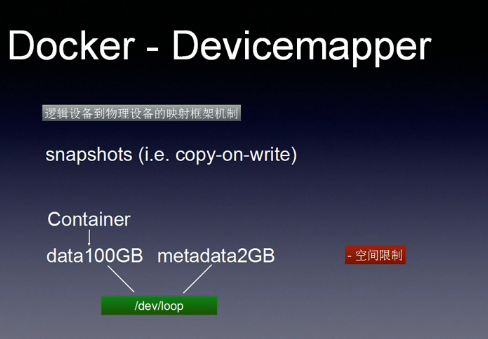 Docker - Devicemapper
逻辑设备到物理设备的映射框架机制
snapshots (i.e. copy-on-write)
Container
data100GB metadata2GB
- 空间限制
/dev/loop